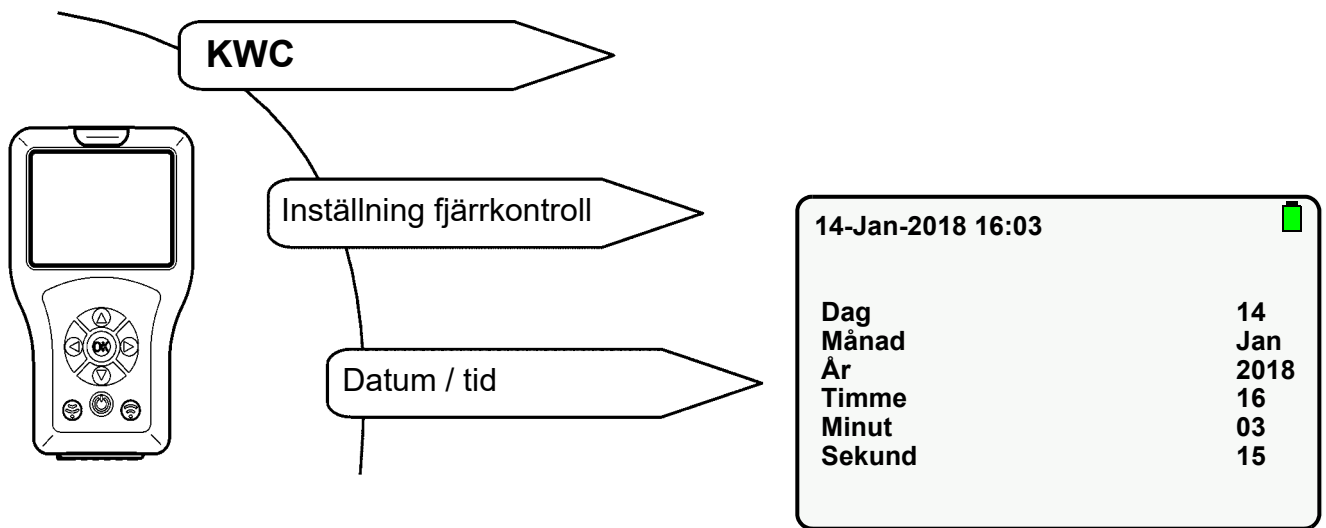 KWC
Inställning fjärrkontroll
Datum / tid
OK
14-Jan-2018 16:03
Dag 14
Månad Jan
År 2018
Timme 16
Minut 03
Sekund 15